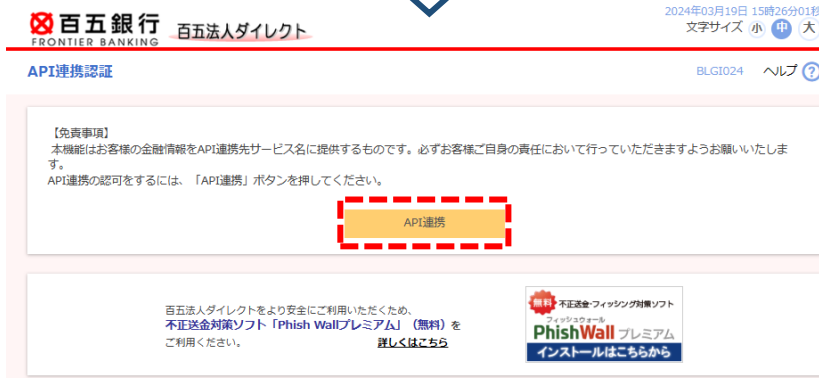 2024年03月19日 15時26分01秒
百五銀行 百五法人ダイレクト
FRONTIER BANKING
文字サイズ 小 中 大
API連携認証
BLGI024 ヘルプ ?
【免責事項】
本機能はお客様の金融情報をAPI連携先サービス名に提供するものです。必ずお客様ご自身の責任において行っていただきますようお願いいたしま
す。
API連携の認可をするには、「API連携」ボタンを押してください。
API連携
百五法人ダイレクトをより安全にご利用いただくため、
不正送金対策ソフト「Phish Wallプレミアム」（無料）を
ご利用ください。 詳しくはこちら
無料 不正送金・フィッシング対策ソフト
フィッシュウォール
PhishWall プレミアム
インストールはこちらから